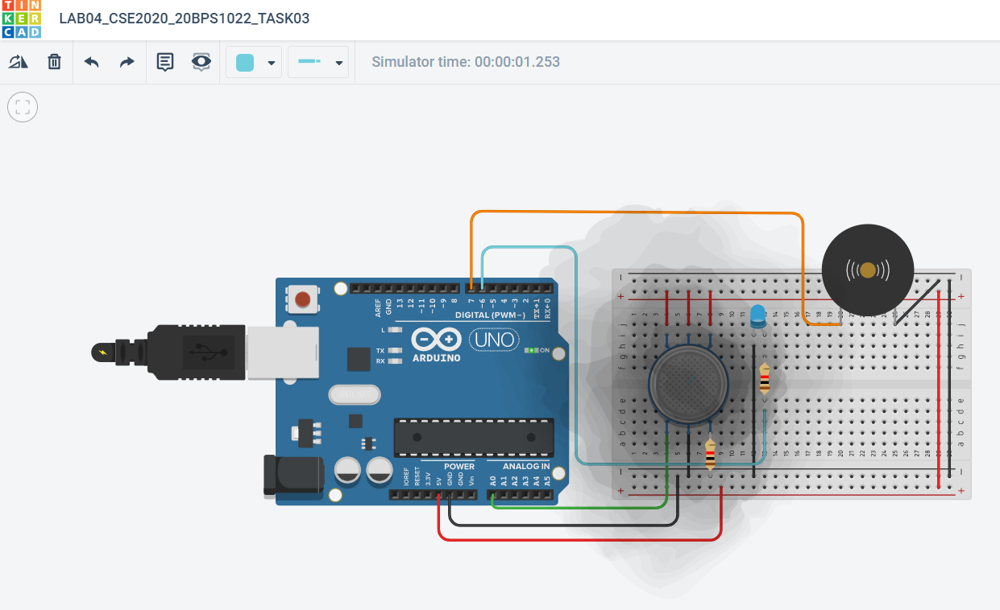 TIN
KER
CAD
LAB04_CSE2020_20BPS1022_TASK03
Simulator time: 00:00:01.253
AREF
GND
13
12
~11
~10
~9
8
7
~6
~5
4
~3
2
TX→1
RX←0
DIGITAL (PWM~)
L
TX
RX
ARDUINO
UNO
ON
POWER
ANALOG IN
IOREF
RESET
3.3V
5V
GND
GND
Vin
A0
A1
A2
A3
A4
A5